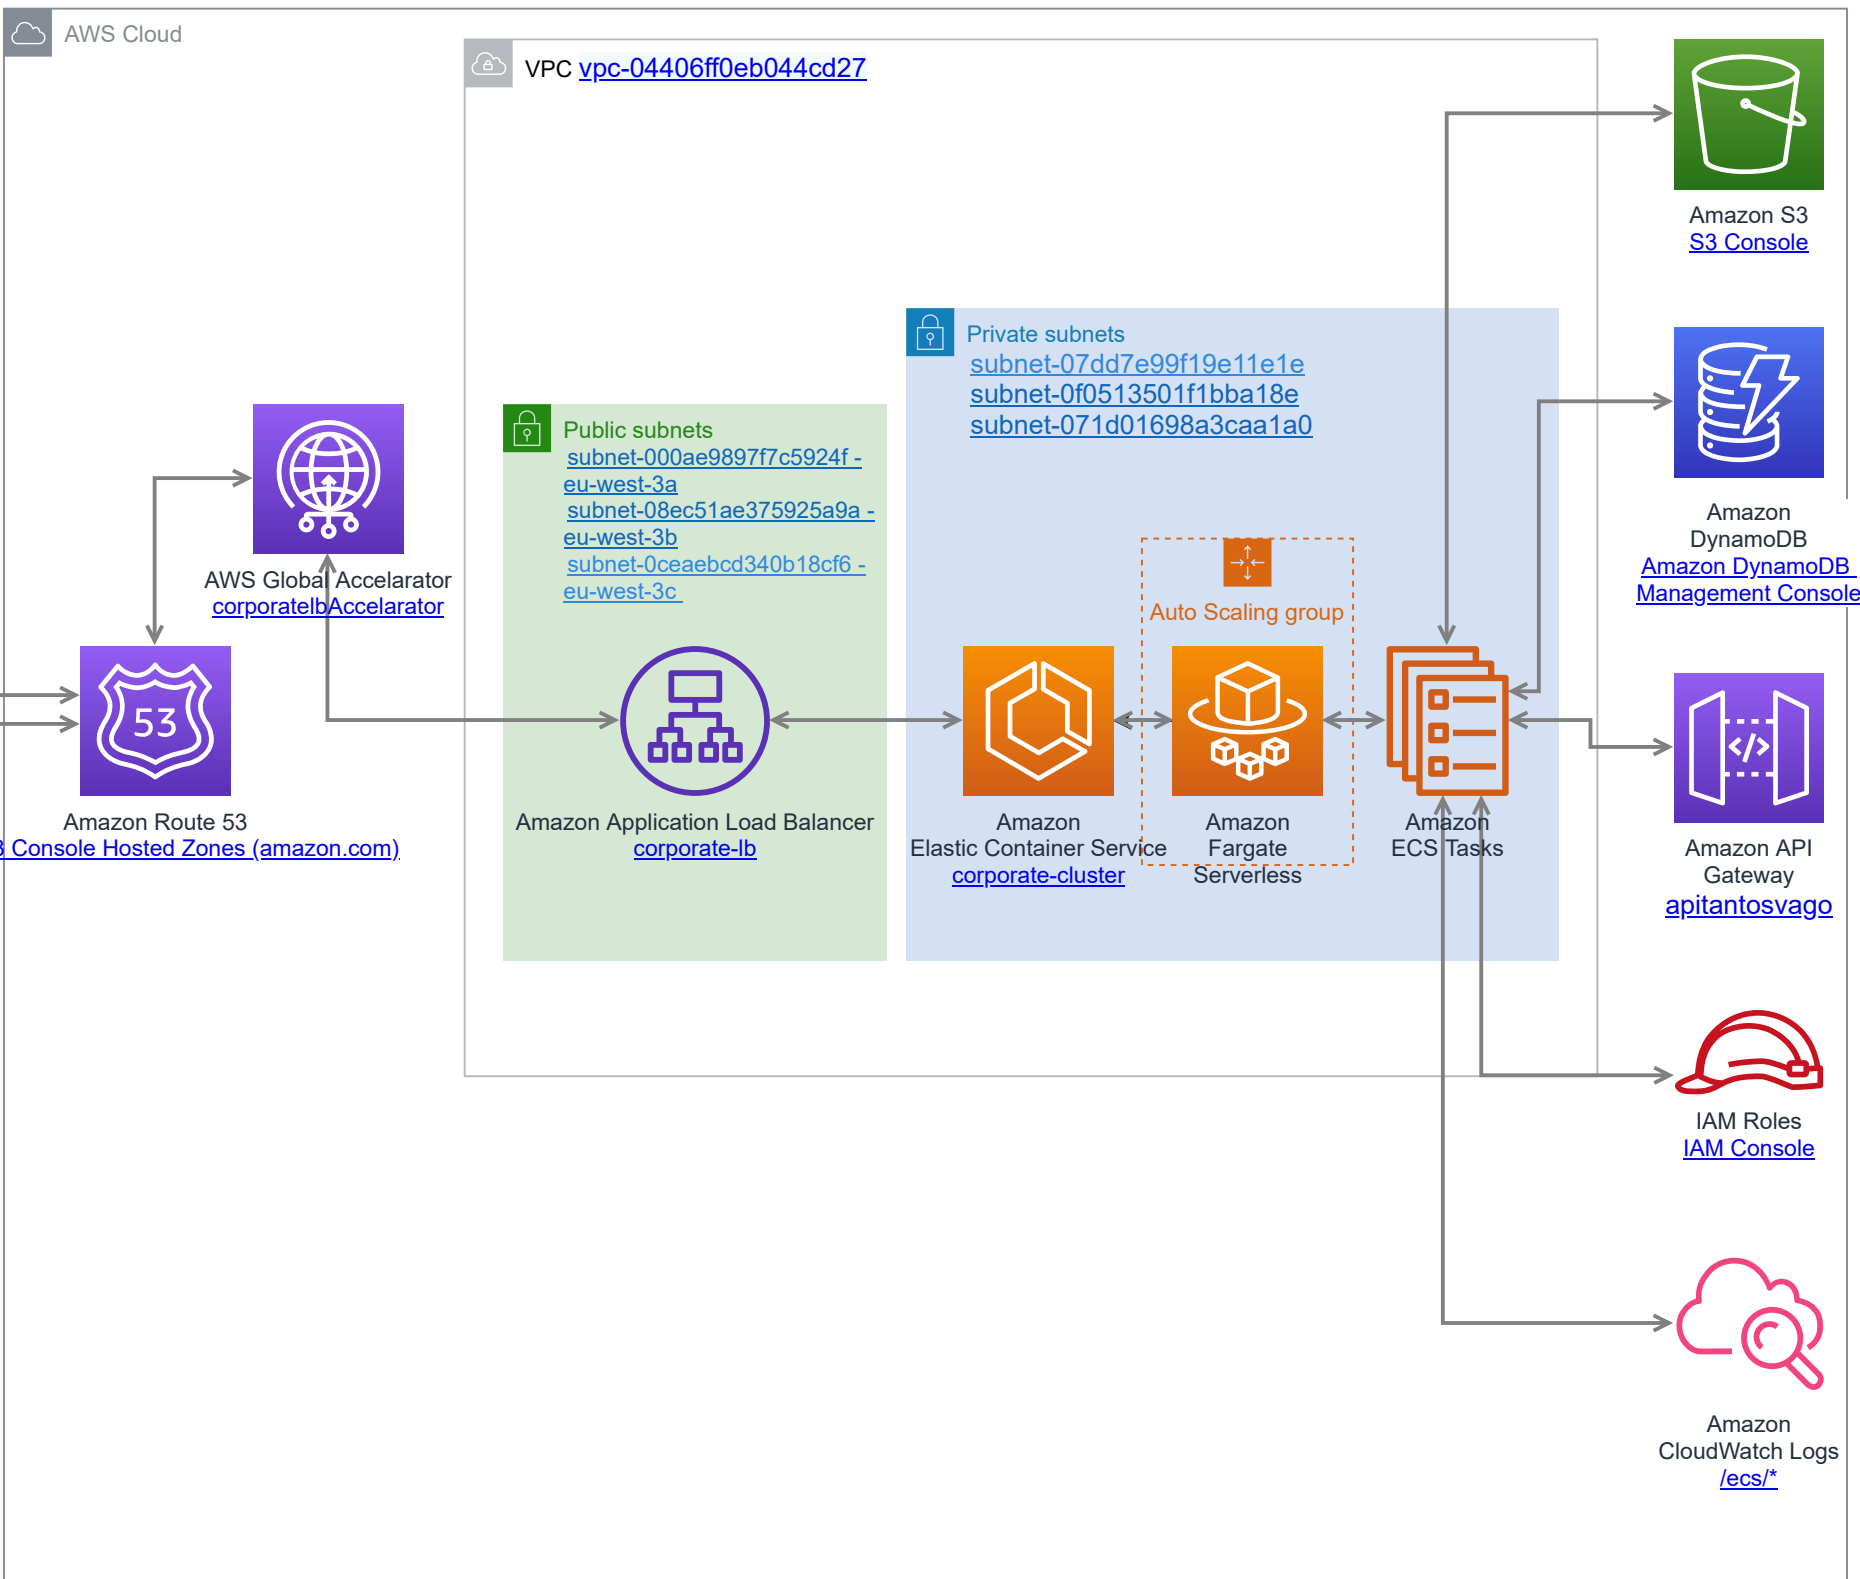 AWS Cloud
VPC vpc-04406ff0eb044cd27
Amazon S3
S3 Console
Private subnets
subnet-07dd7e99f19e11e1e
subnet-0f0513501f1bba18e
subnet-071d01698a3caa1a0
Public subnets
subnet-000ae9897f7c5924f -
eu-west-3a
subnet-08ec51ae375925a9a -
eu-west-3b
subnet-0ceaebcd340b18cf6 -
eu-west-3c
Amazon
DynamoDB
Amazon DynamoDB
Management Console
AWS Global Accelarator
corporatelbAccelarator
Auto Scaling group
53
Amazon Route 53
3 Console Hosted Zones (amazon.com)
Amazon Application Load Balancer
corporate-lb
Amazon
Elastic Container Service
corporate-cluster
Amazon
Fargate
Serverless
Amazon
ECS Tasks
</>
Amazon API
Gateway
apitantosvago
IAM Roles
IAM Console
Amazon
CloudWatch Logs
/ecs/*